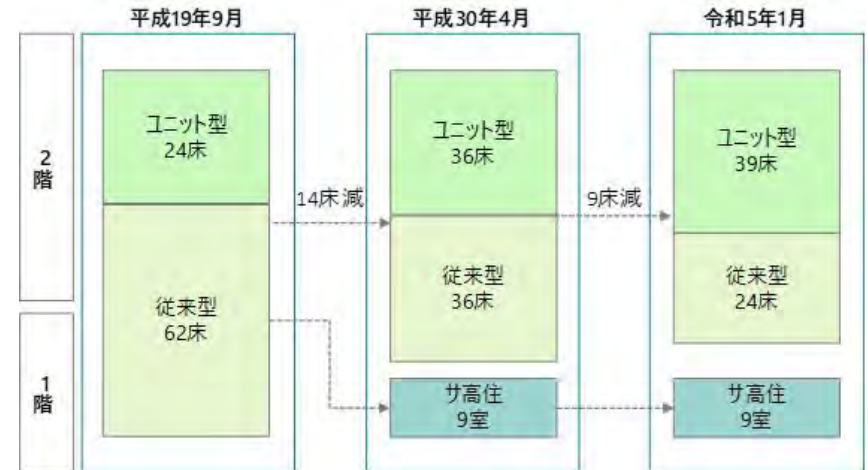 平成19年9月
平成30年4月
令和5年1月
2
階
1
階
ユニット型
24床
従来型
62床
14床減
ユニット型
36床
従来型
36床
サ高住
9室
9床減
ユニット型
39床
従来型
24床
サ高住
9室